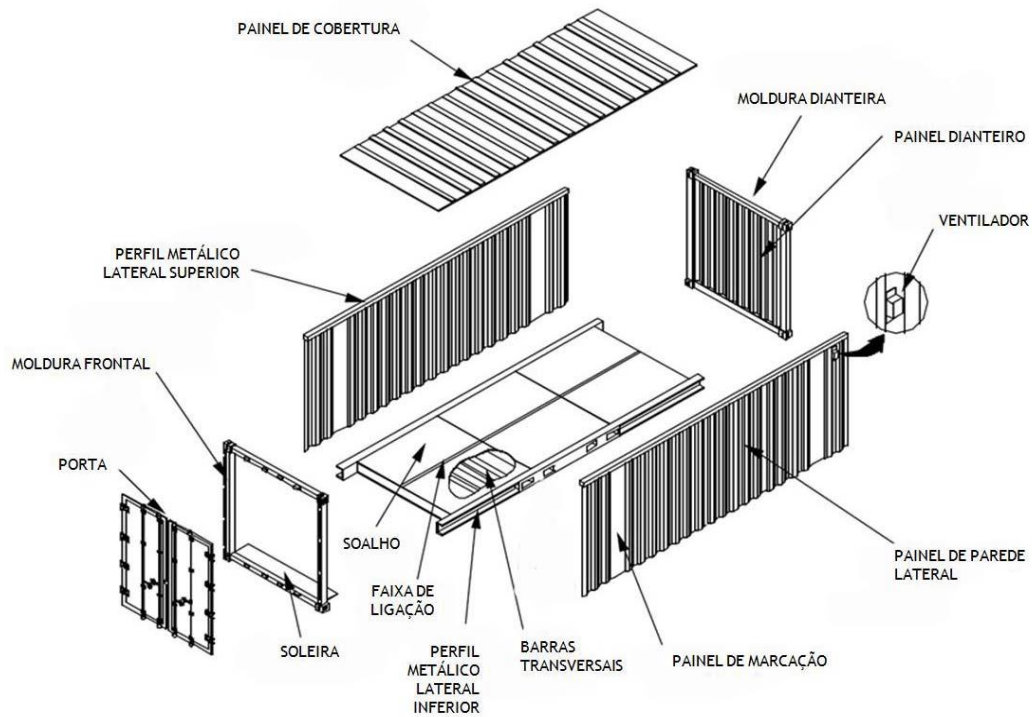 PAINEL DE COBERTURA
MOLDURA DIANTEIRA
PAINEL DIANTEIRO
VENTILADOR
PERFIL METÁLICO
LATERAL SUPERIOR
MOLDURA FRONTAL
PORTA
SOALHO
FAIXA DE
LIGAÇÃO
SOLEIRA
PERFIL
METÁLICO
LATERAL
INFERIOR
BARRAS
TRANSVERSAIS
PAINEL DE MARCAÇÃO
PAINEL DE PAREDE
LATERAL